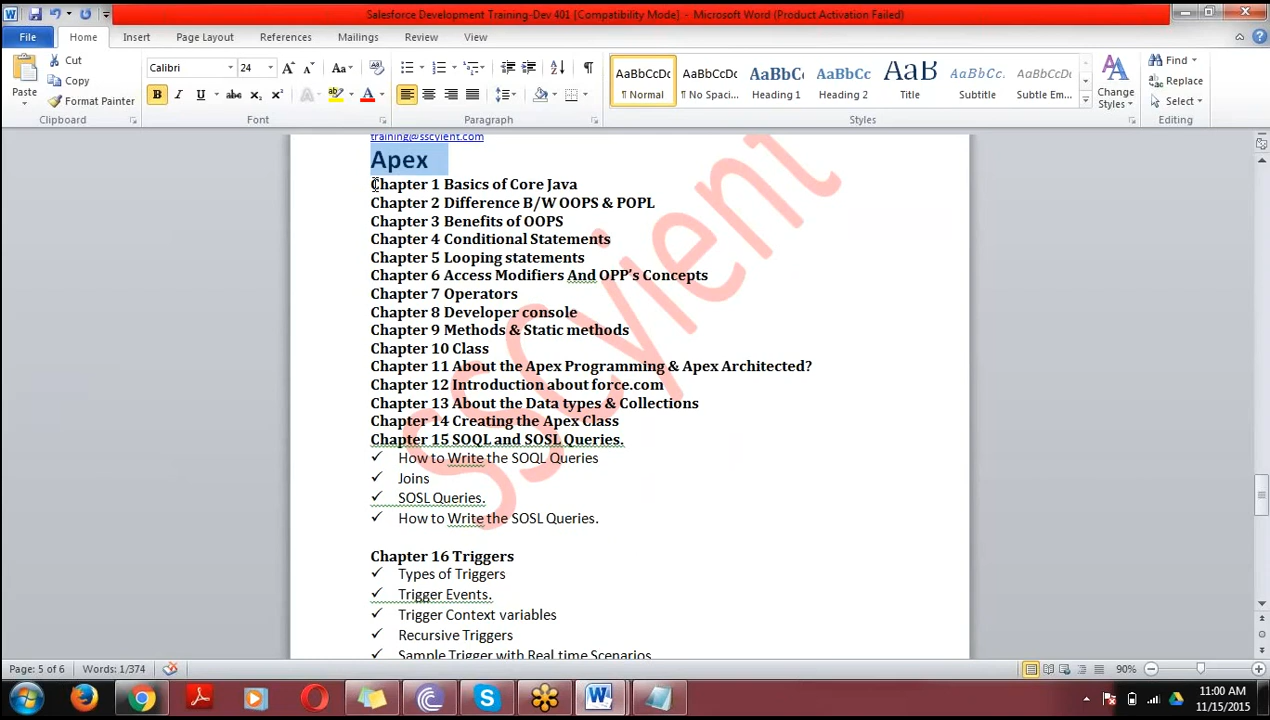 Salesforce Development Training-Dev 401 [Compatibility Mode] - Microsoft Word (Product Activation Failed)
File Home Insert Page Layout References Mailings Review View
Paste
Cut
Copy
Format Painter
Clipboard
Calibri 24
Font
Paragraph
AaBbCcDc AaBbCcDc AaBbCc AaBbCc AaB AaBbCc. AaBbCcDc
¶ Normal ¶ No Spaci... Heading 1 Heading 2 Title Subtitle Subtle Em...
Change Styles
Styles
Find
Replace
Select
Editing
training@sscyient.com
Apex
Chapter 1 Basics of Core Java
Chapter 2 Difference B/W OOPS & POPL
Chapter 3 Benefits of OOPS
Chapter 4 Conditional Statements
Chapter 5 Looping statements
Chapter 6 Access Modifiers And OPP's Concepts
Chapter 7 Operators
Chapter 8 Developer console
Chapter 9 Methods & Static methods
Chapter 10 Class
Chapter 11 About the Apex Programming & Apex Architected?
Chapter 12 Introduction about force.com
Chapter 13 About the Data types & Collections
Chapter 14 Creating the Apex Class
Chapter 15 SOQL and SOSL Queries.
✓ How to Write the SOQL Queries
✓ Joins
✓ SOSL Queries.
✓ How to Write the SOSL Queries.
Chapter 16 Triggers
✓ Types of Triggers
✓ Trigger Events.
✓ Trigger Context variables
✓ Recursive Triggers
Sample Trigger with Real time Scenarios
SSCyient
Page: 5 of 6 Words: 1/374 90%
11:00 AM
11/15/2015